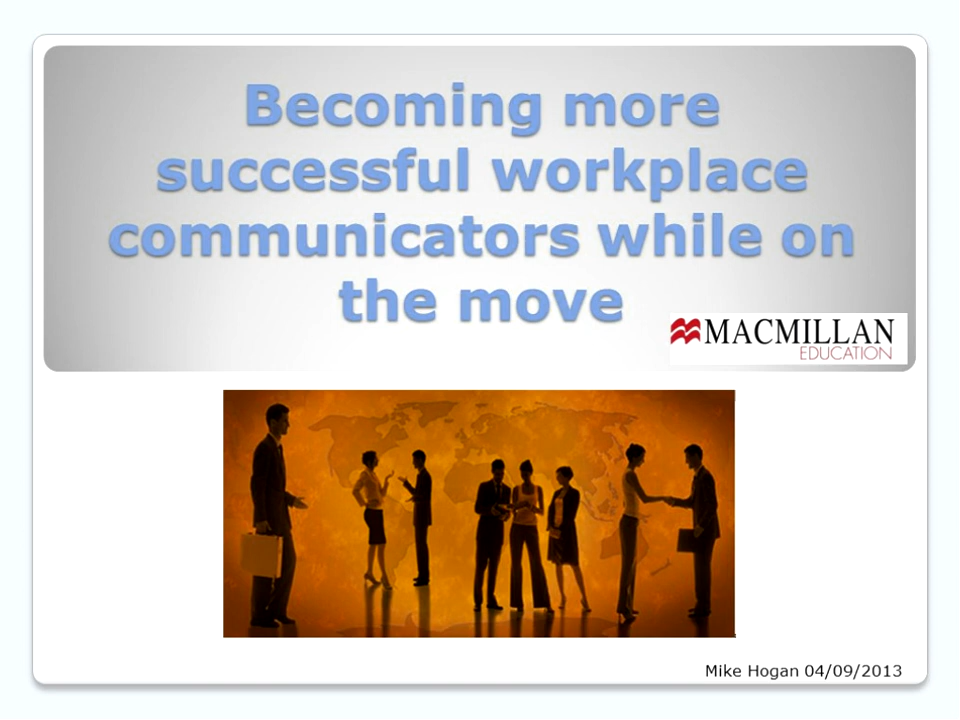 Becoming more
successful workplace
communicators while on
the move
MACMILLAN
EDUCATION
Mike Hogan 04/09/2013